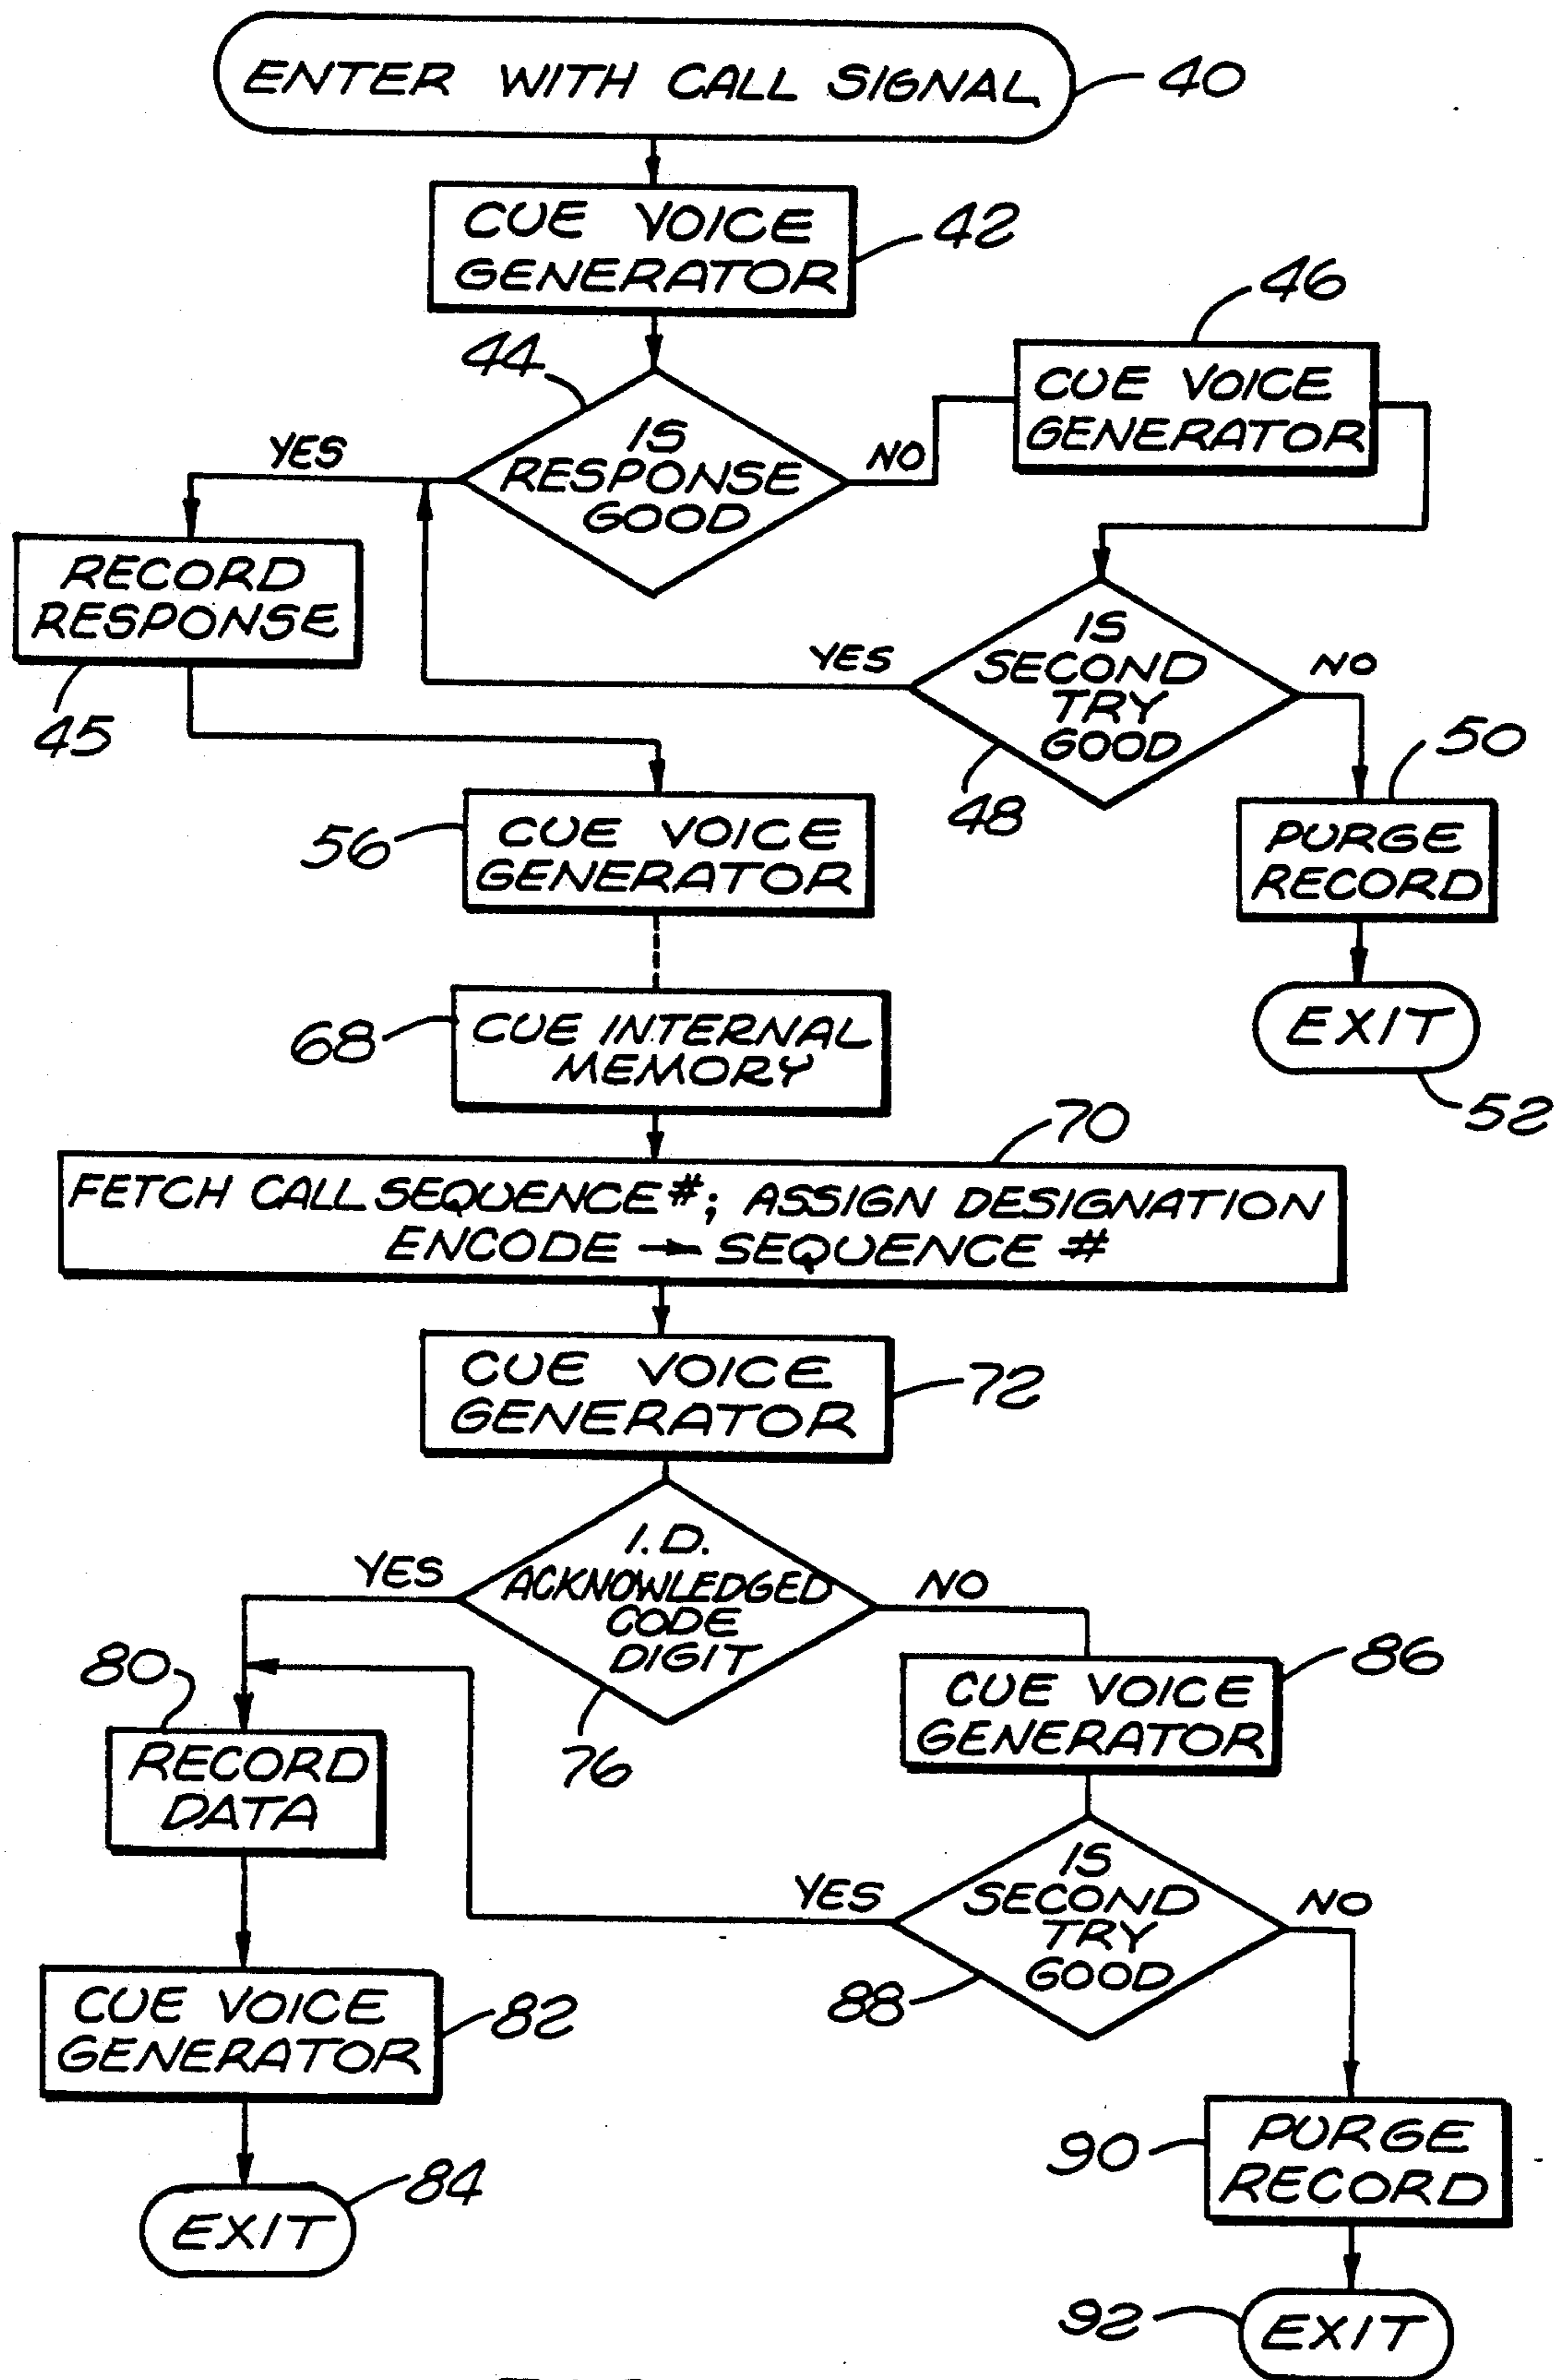 ENTER WITH CALL SIGNAL
40
CUE VOICE
GENERATOR
42
46
44
CUE VOICE
GENERATOR
IS
RESPONSE
GOOD
YES
NO
RECORD
RESPONSE
45
IS
SECOND
TRY
GOOD
YES
NO
48
50
56
CUE VOICE
GENERATOR
PURGE
RECORD
68
CUE INTERNAL
MEMORY
EXIT
52
70
FETCH CALL SEQUENCE #; ASSIGN DESIGNATION
ENCODE → SEQUENCE #
CUE VOICE
GENERATOR
72
I.D.
ACKNOWLEDGED
CODE
DIGIT
YES
NO
76
80
RECORD
DATA
CUE VOICE
GENERATOR
86
IS
SECOND
TRY
GOOD
YES
NO
88
CUE VOICE
GENERATOR
82
EXIT
84
90
PURGE
RECORD
92
EXIT